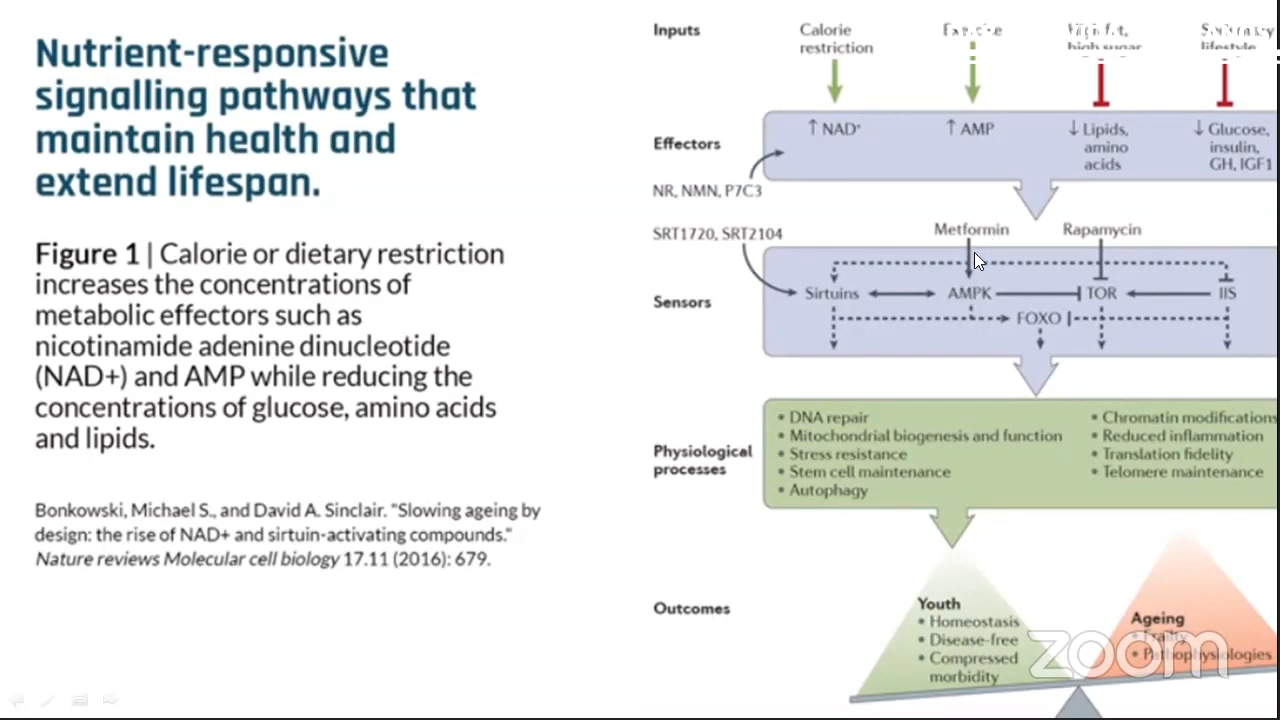 Nutrient-responsive
signalling pathways that
maintain health and
extend lifespan.
Figure 1 | Calorie or dietary restriction
increases the concentrations of
metabolic effectors such as
nicotinamide adenine dinucleotide
(NAD+) and AMP while reducing the
concentrations of glucose, amino acids
and lipids.
Bonkowski, Michael S., and David A. Sinclair. "Slowing ageing by
design: the rise of NAD+ and sirtuin-activating compounds."
Nature reviews Molecular cell biology 17.11 (2016): 679.
Inputs
Calorie
restriction
high sugar
lifestyle
Effectors
↑ NAD+
↑ AMP
↓ Lipids,
amino
acids
↓ Glucose,
insulin,
GH, IGF1
NR, NMN, P7C3
SRT1720, SRT2104
Metformin
Rapamycin
Sensors
Sirtuins
AMPK
TOR
IIS
FOXO
Physiological
processes
• DNA repair
• Mitochondrial biogenesis and function
• Stress resistance
• Stem cell maintenance
• Autophagy
• Chromatin modifications
• Reduced inflammation
• Translation fidelity
• Telomere maintenance
Outcomes
Youth
• Homeostasis
• Disease-free
• Compressed
morbidity
Ageing
• Frailty
• Pathophysiologies
zoom